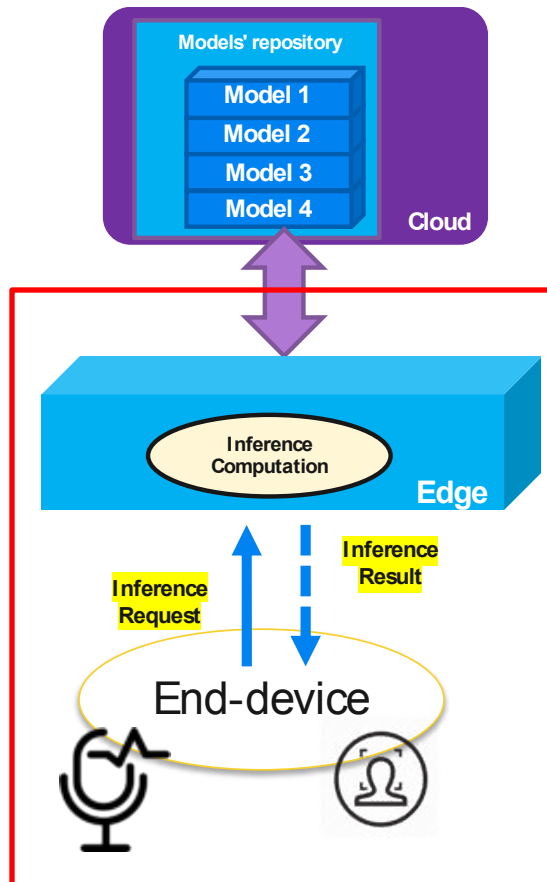 Models' repository
Model 1
Model 2
Model 3
Model 4
Cloud
Inference
Computation
Edge
Inference
Result
Inference
Request
End-device